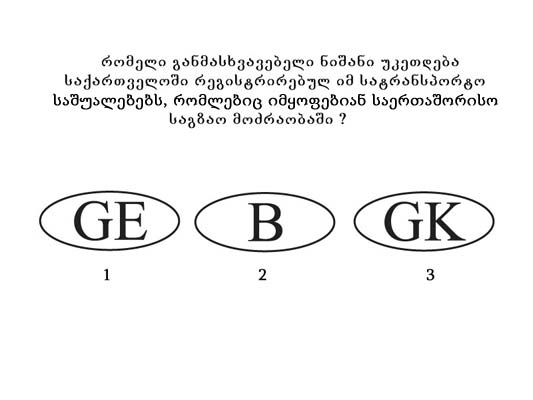 რომელი განმასხვავებელი ნიშანი უკეთდება
საქართველოში რეგისტრირებულ იმ სატრანსპორტო
საშუალებებს, რომლებიც იმყოფებიან საერთაშორისო
საგზაო მოძრაობაში ?
GE B GK
1 2 3